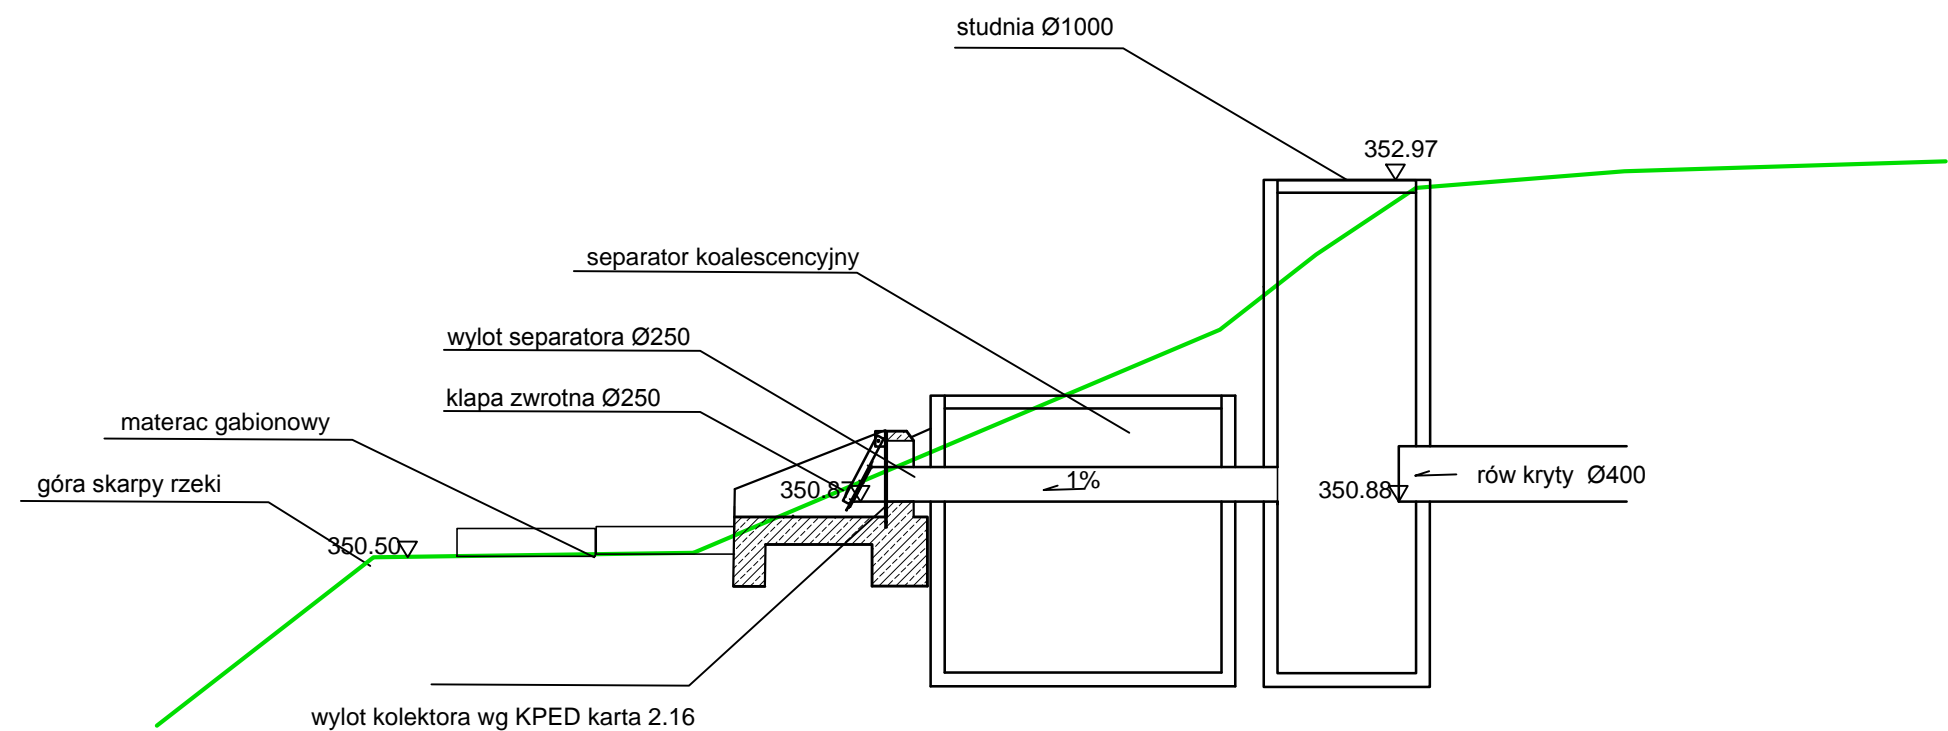 studnia Ø1000
352.97
separator koalescencyjny
wylot separatora Ø250
klapa zwrotna Ø250
materac gabionowy
góra skarpy rzeki
350.87
1%
350.88
rów kryty Ø400
350.50
wylot kolektora wg KPED karta 2.16